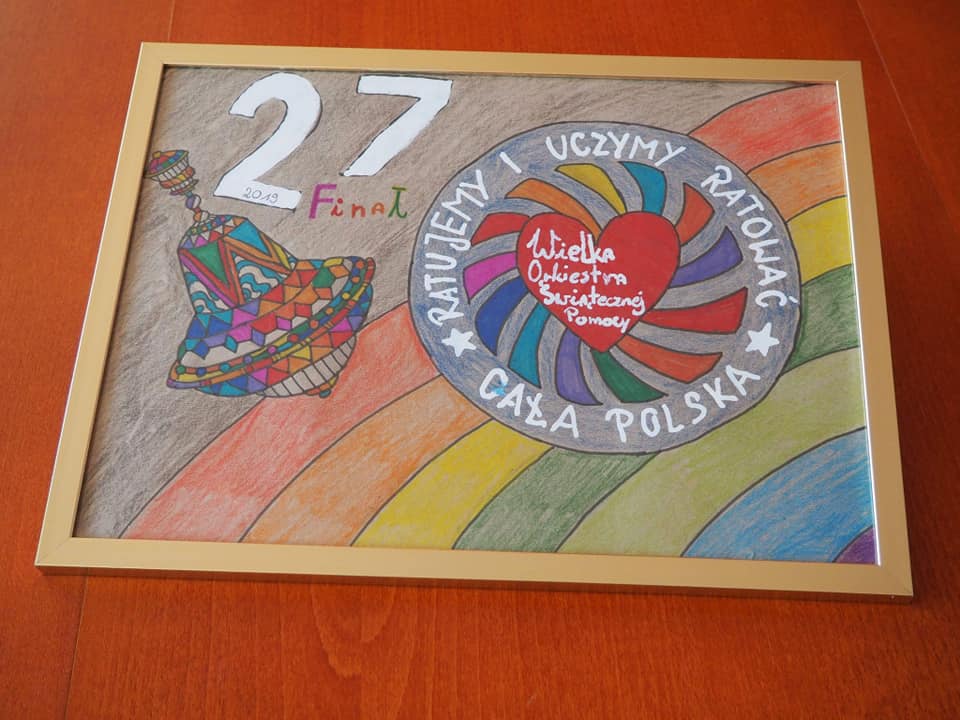 27
2019
Finał
RATUJEMY I UCZYMY RATOWAĆ
Wielka
Orkiestra
Świątecznej
Pomocy
CAŁA POLSKA